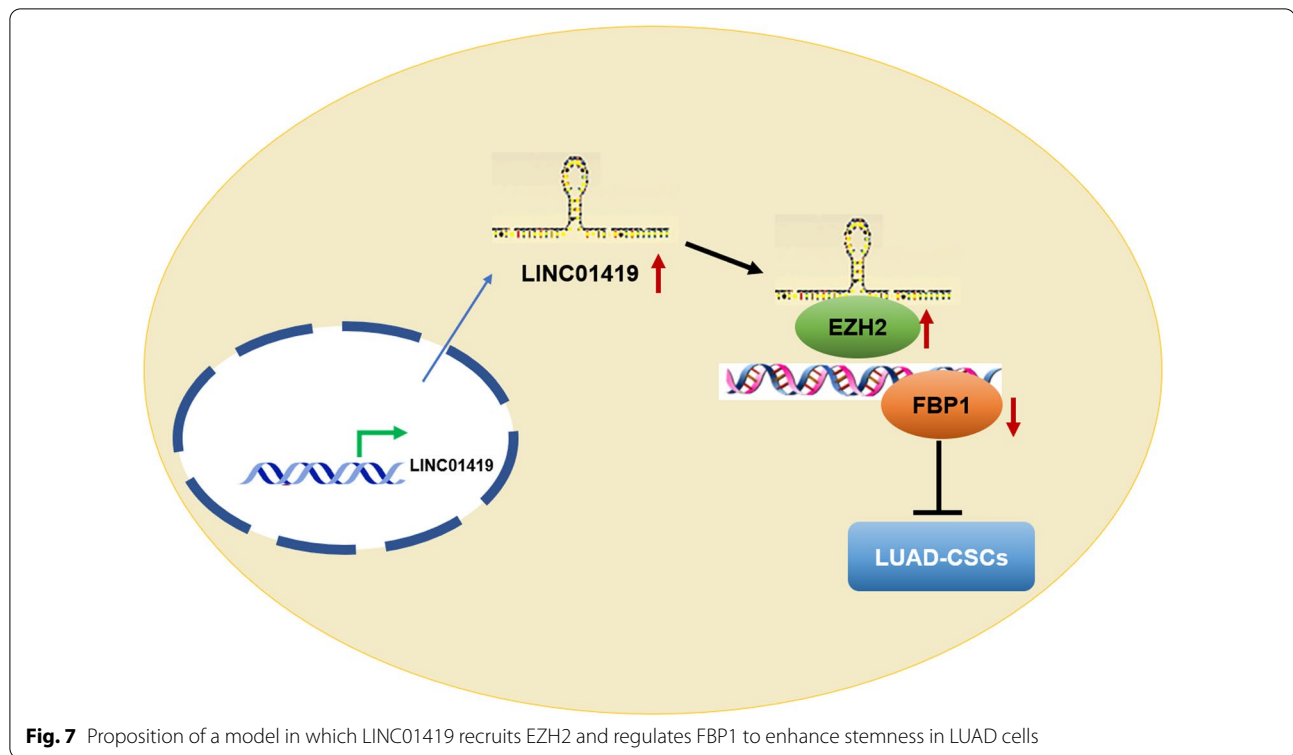 LINC01419
EZH2
FBP1
LINC01419
LUAD-CSCs
Fig. 7 Proposition of a model in which LINC01419 recruits EZH2 and regulates FBP1 to enhance stemness in LUAD cells